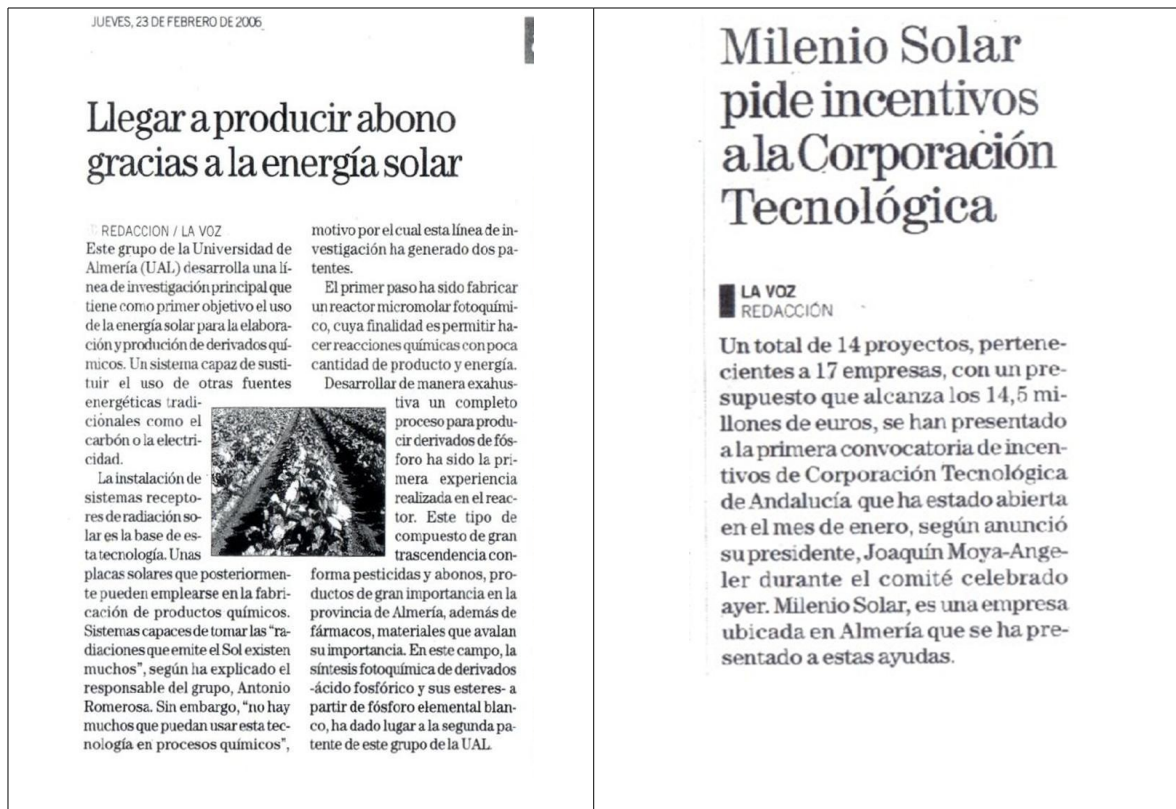 JUEVES, 23 DE FEBRERO DE 2006
Llegar a producir abono
gracias a la energía solar
REDACCION / LA VOZ
Este grupo de la Universidad de
Almería (UAL) desarrolla una lí-
nea de investigación principal que
tiene como primer objetivo el uso
de la energía solar para la elabora-
ción y produción de derivados quí-
micos. Un sistema capaz de susti-
tuir el uso de otras fuentes
energéticas tradi-
ciónales como el
carbón o la electri-
cidad.
La instalación de
sistemas recepto-
res de radiación so-
lar es la base de es-
ta tecnología. Unas
placas solares que posteriormen-
te pueden emplearse en la fabri-
cación de productos químicos.
Sistemas capaces de tomar las "ra-
diaciones que emite el Sol existen
muchos", según ha explicado el
responsable del grupo, Antonio
Romerosa. Sin embargo, "no hay
muchos que puedan usar esta tec-
nología en procesos químicos",
motivo por el cual esta línea de in-
vestigación ha generado dos pa-
tentes.
El primer paso ha sido fabricar
un reactor micromolar fotoquími-
co, cuya finalidad es permitir ha-
cer reacciones químicas con poca
cantidad de producto y energía.
Desarrollar de manera exahus-
tiva un completo
proceso para produ-
cir derivados de fós-
foro ha sido la pri-
mera experiencia
realizada en el reac-
tor. Este tipo de
compuesto de gran
trascendencia con-
forma pesticidas y abonos, pro-
ductos de gran importancia en la
provincia de Almería, además de
fármacos, materiales que avalan
su importancia. En este campo, la
síntesis fotoquímica de derivados
-ácido fosfórico y sus esteres- a
partir de fósforo elemental blan-
co, ha dado lugar a la segunda pa-
tente de este grupo de la UAL.
Milenio Solar
pide incentivos
a la Corporación
Tecnológica
LA VOZ
REDACCIÓN
Un total de 14 proyectos, pertene-
cientes a 17 empresas, con un pre-
supuesto que alcanza los 14,5 mi-
llones de euros, se han presentado
a la primera convocatoria de incen-
tivos de Corporación Tecnológica
de Andalucía que ha estado abierta
en el mes de enero, según anunció
su presidente, Joaquín Moya-Ange-
ler durante el comité celebrado
ayer. Milenio Solar, es una empresa
ubicada en Almería que se ha pre-
sentado a estas ayudas.